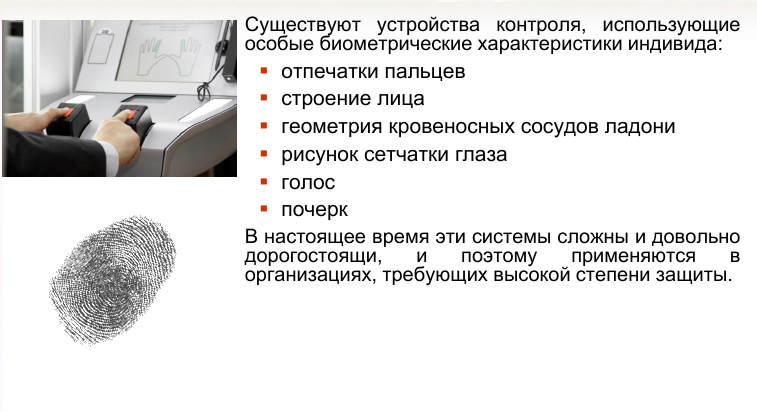 Существуют устройства контроля, использующие
особые биометрические характеристики индивида:
отпечатки пальцев
строение лица
геометрия кровеносных сосудов ладони
рисунок сетчатки глаза
голос
почерк
В настоящее время эти системы сложны и довольно
дорогостоящи, и поэтому применяются в
организациях, требующих высокой степени защиты.